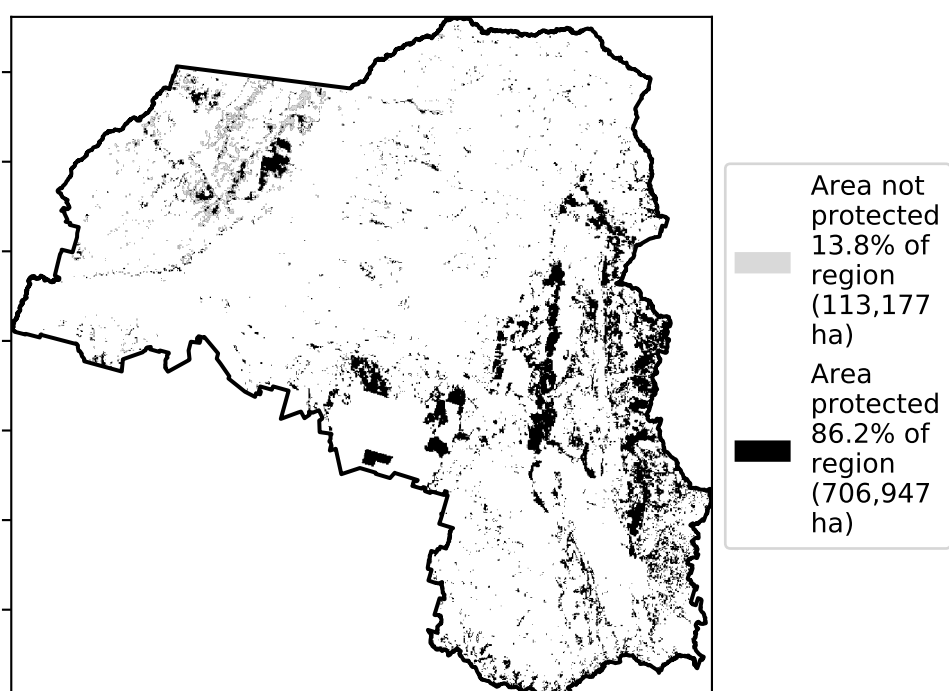 Area not
protected
13.8% of
region
(113,177
ha)
Area
protected
86.2% of
region
(706,947
ha)